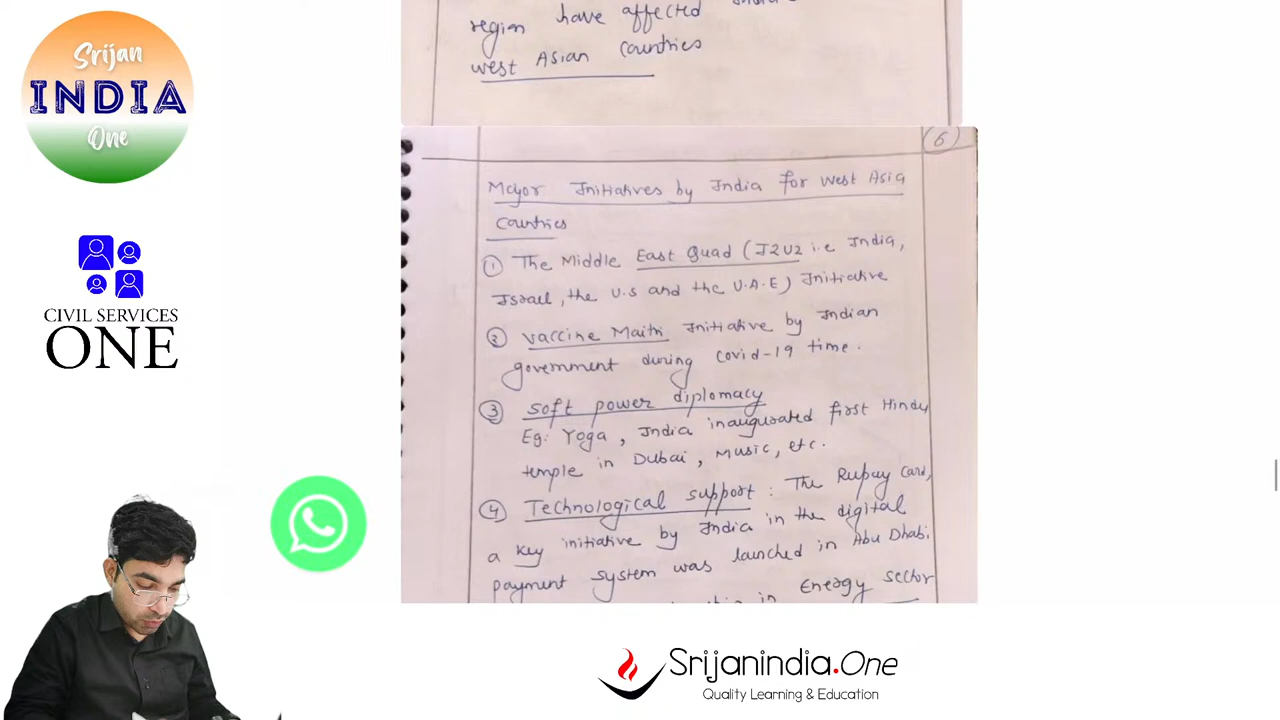 Srijan
INDIA
One
CIVIL SERVICES
ONE
region have affected
West Asian countries
6
Major Initiatives by India for West Asia
countries
1 The Middle East Quad (I2U2 i.e India,
Israel, the U.S and the U.A.E) Initiative
2 Vaccine Maitri Initiative by Indian
government during covid-19 time.
3 soft power diplomacy
Eg: Yoga, India inaugurated first Hindu
temple in Dubai, Music, etc.
4 Technological support : The Rupay card,
a key initiative by India in the digital
payment system was launched in Abu Dhabi
in Energy sector
Srijanindia.One
Quality Learning & Education